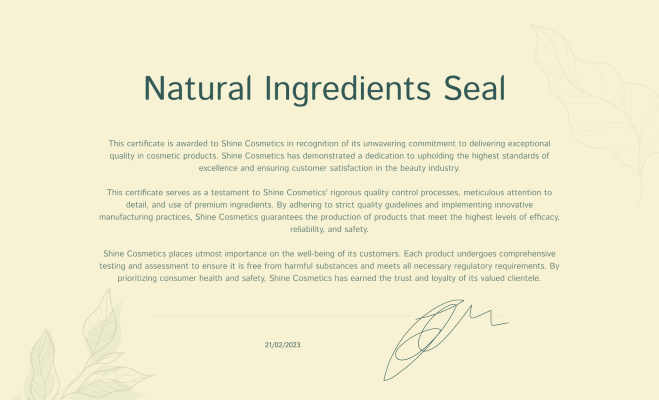 Natural Ingredients Seal
This certificate is awarded to Shine Cosmetics in recognition of its unwavering commitment to delivering exceptional
quality in cosmetic products. Shine Cosmetics has demonstrated a dedication to upholding the highest standards of
excellence and ensuring customer satisfaction in the beauty industry.
This certificate serves as a testament to Shine Cosmetics' rigorous quality control processes, meticulous attention to
detail, and use of premium ingredients. By adhering to strict quality guidelines and implementing innovative
manufacturing practices, Shine Cosmetics guarantees the production of products that meet the highest levels of efficacy,
reliability, and safety.
Shine Cosmetics places utmost importance on the well-being of its customers. Each product undergoes comprehensive
testing and assessment to ensure it is free from harmful substances and meets all necessary regulatory requirements. By
prioritizing consumer health and safety, Shine Cosmetics has earned the trust and loyalty of its valued clientele.
21/02/2023